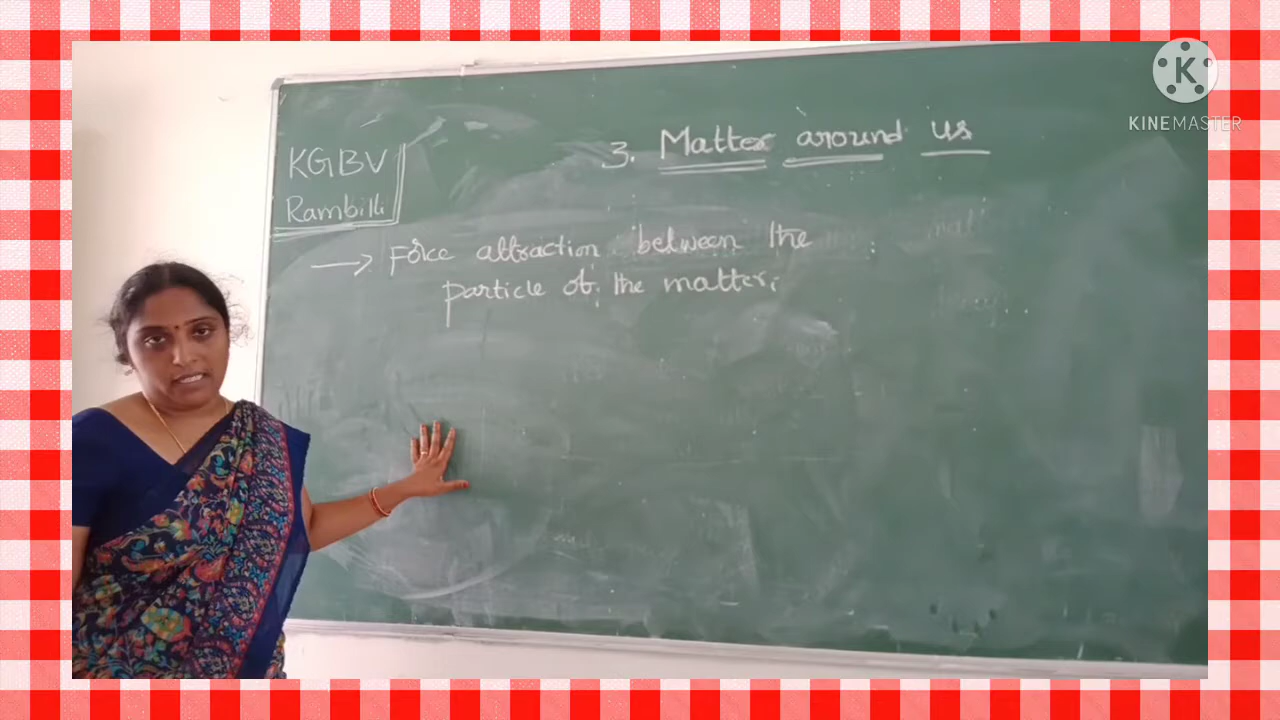 3. Matter around us
KGBV
Rambilli
→ Force attraction between the
particle of the matter.
KINEMASTER